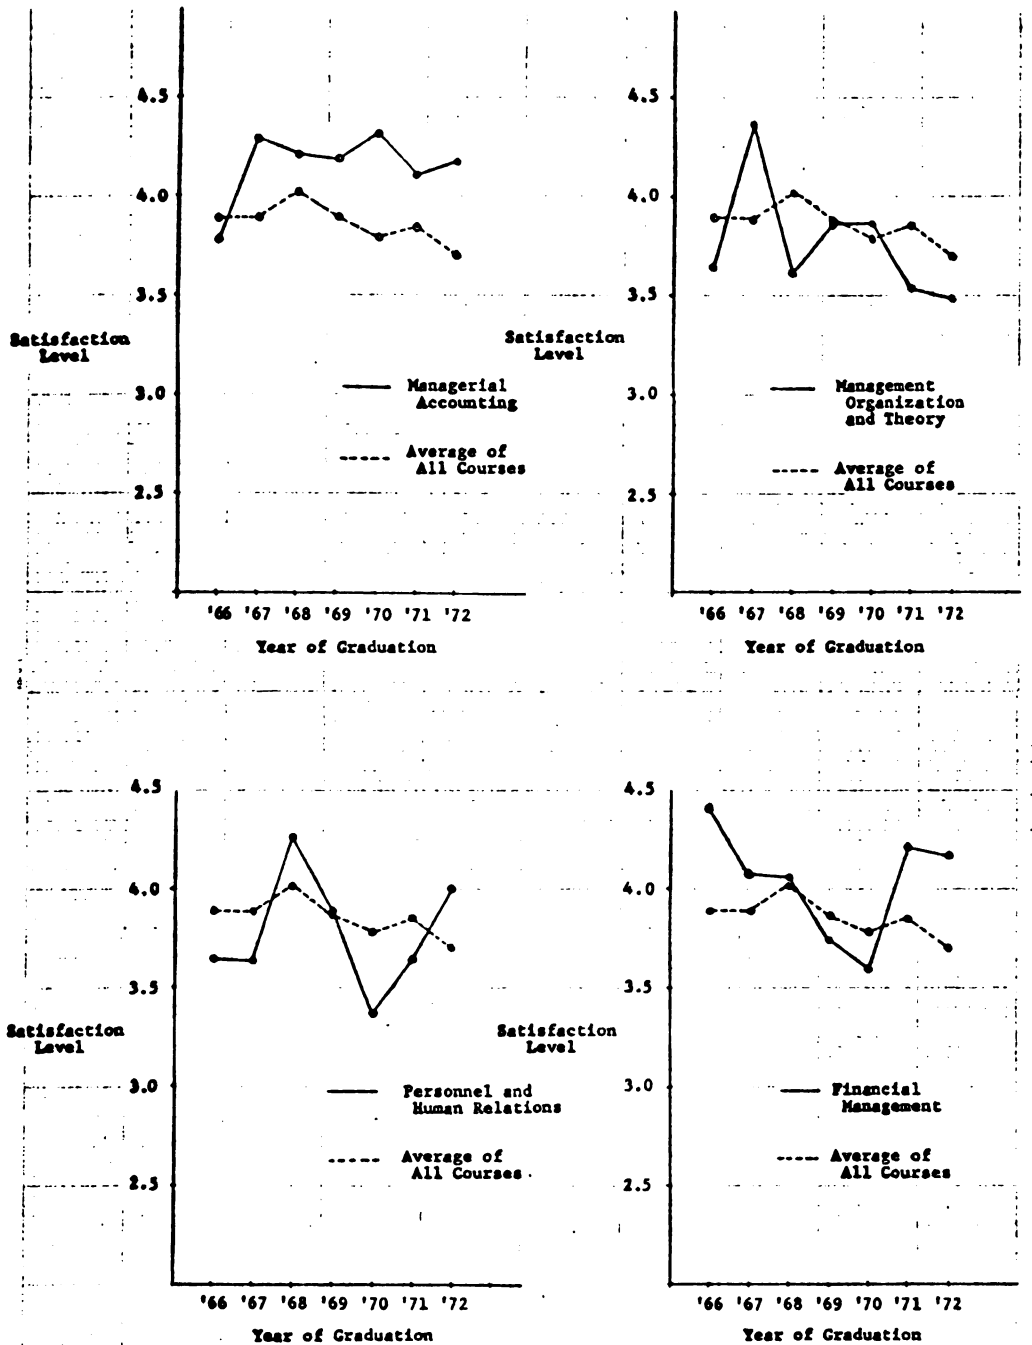 4.5
4.0
3.5
Satisfaction
Level
3.0
Managerial
Accounting
Average of
All Courses
2.5
'66 '67 '68 '69 '70 '71 '72
Year of Graduation
4.5
4.0
3.5
Satisfaction
Level
3.0
Management
Organization
and Theory
Average of
All Courses
2.5
'66 '67 '68 '69 '70 '71 '72
Year of Graduation
4.5
4.0
3.5
Satisfaction
Level
3.0
Personnel and
Human Relations
Average of
All Courses
2.5
'66 '67 '68 '69 '70 '71 '72
Year of Graduation
4.5
4.0
3.5
Satisfaction
Level
3.0
Financial
Management
Average of
All Courses
2.5
'66 '67 '68 '69 '70 '71 '72
Year of Graduation